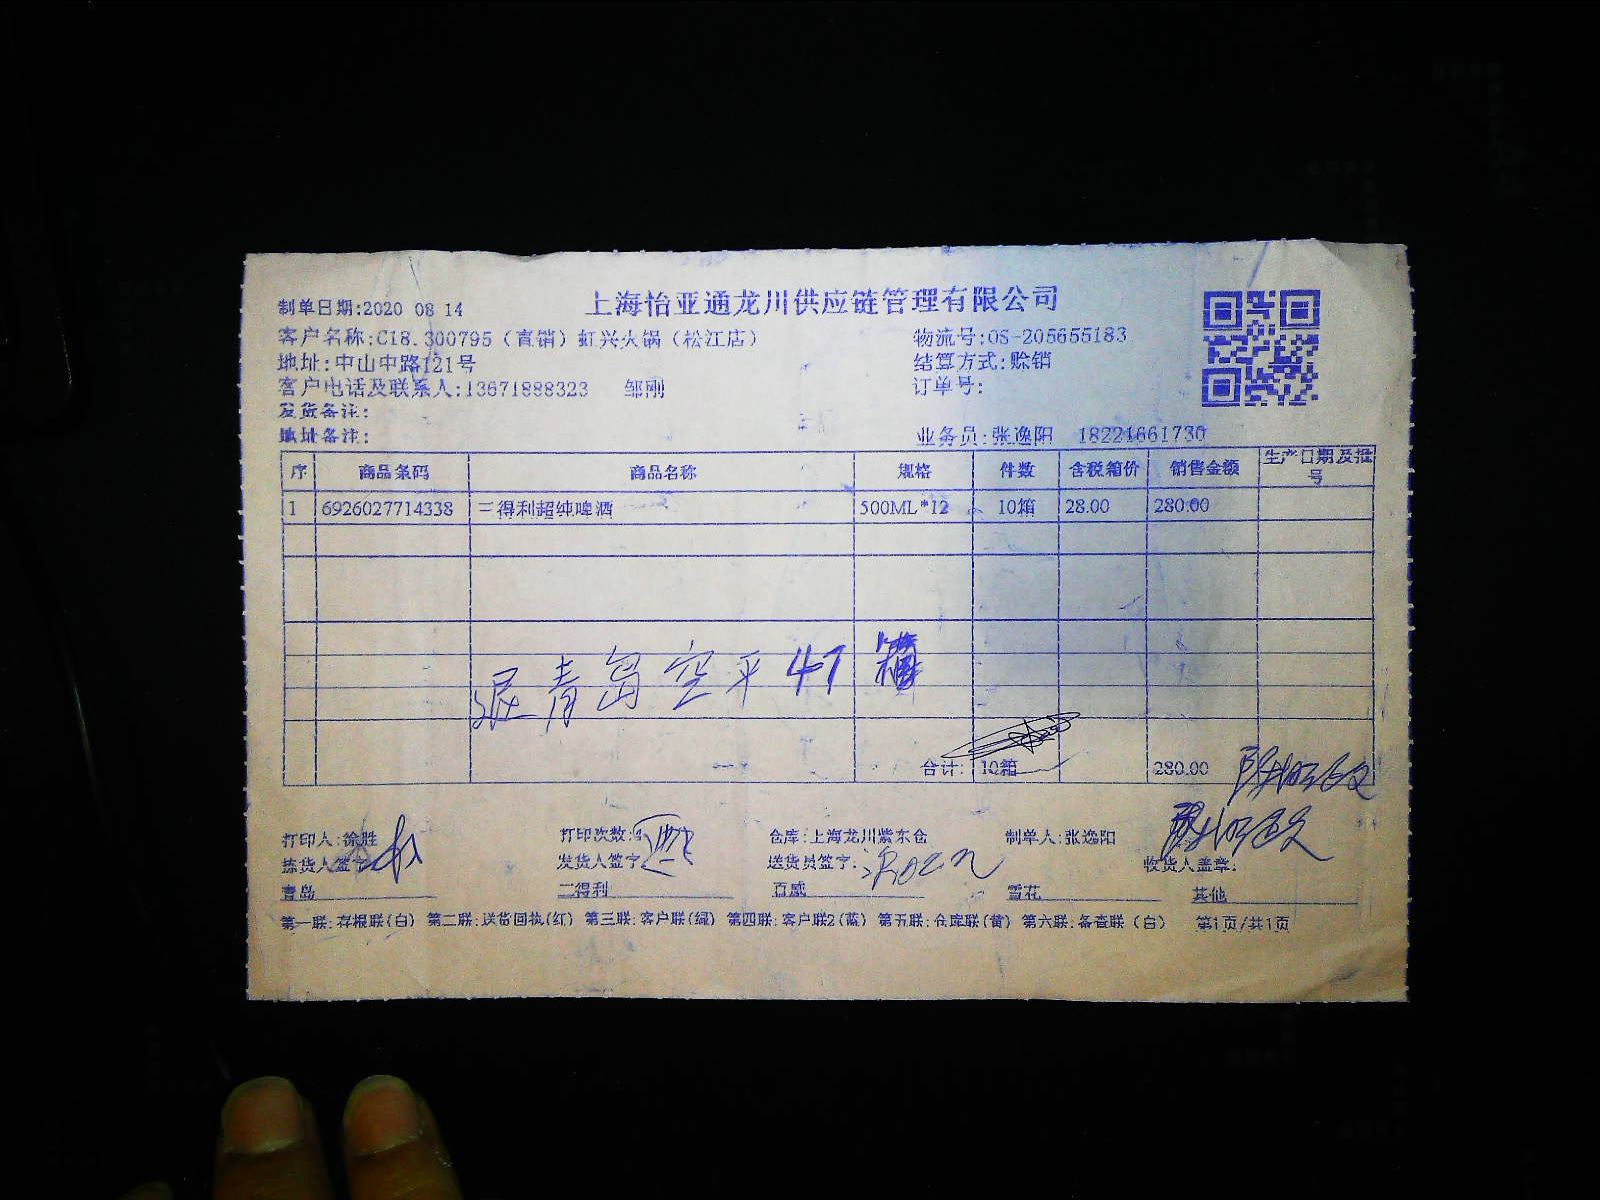 上海怡亚通龙川供应链管理有限公司
制单日期:2020 08 14
客户名称:C18.300795（直销）虹兴火锅（松江店） 物流号:OS-205655183
地址:中山中路121号 结算方式:赊销
客户电话及联系人:13671898323 邹刚 订单号:
发货备注:
地址备注: 业务员:张逸阳 18221661730
序 商品条码 商品名称 规格 件数 含税箱价 销售金额 生产日期及批号
1 6926027714338 三得利超纯啤酒 500ML*12 10箱 28.00 280.00
退青岛空平47箱
合计: 10箱 280.00
打印人:徐胜 打印次数: 仓库:上海龙川紫东仓 制单人:张逸阳
拣货人签字: 发货人签字: 送货员签字: 收货人盖章:
青岛 三得利 百威 雪花 其他
第一联:存根联(白) 第二联:送货回执(红) 第三联:客户联(绿) 第四联:客户联2(蓝) 第五联:仓库联(黄) 第六联:备查联（白） 第1页/共1页